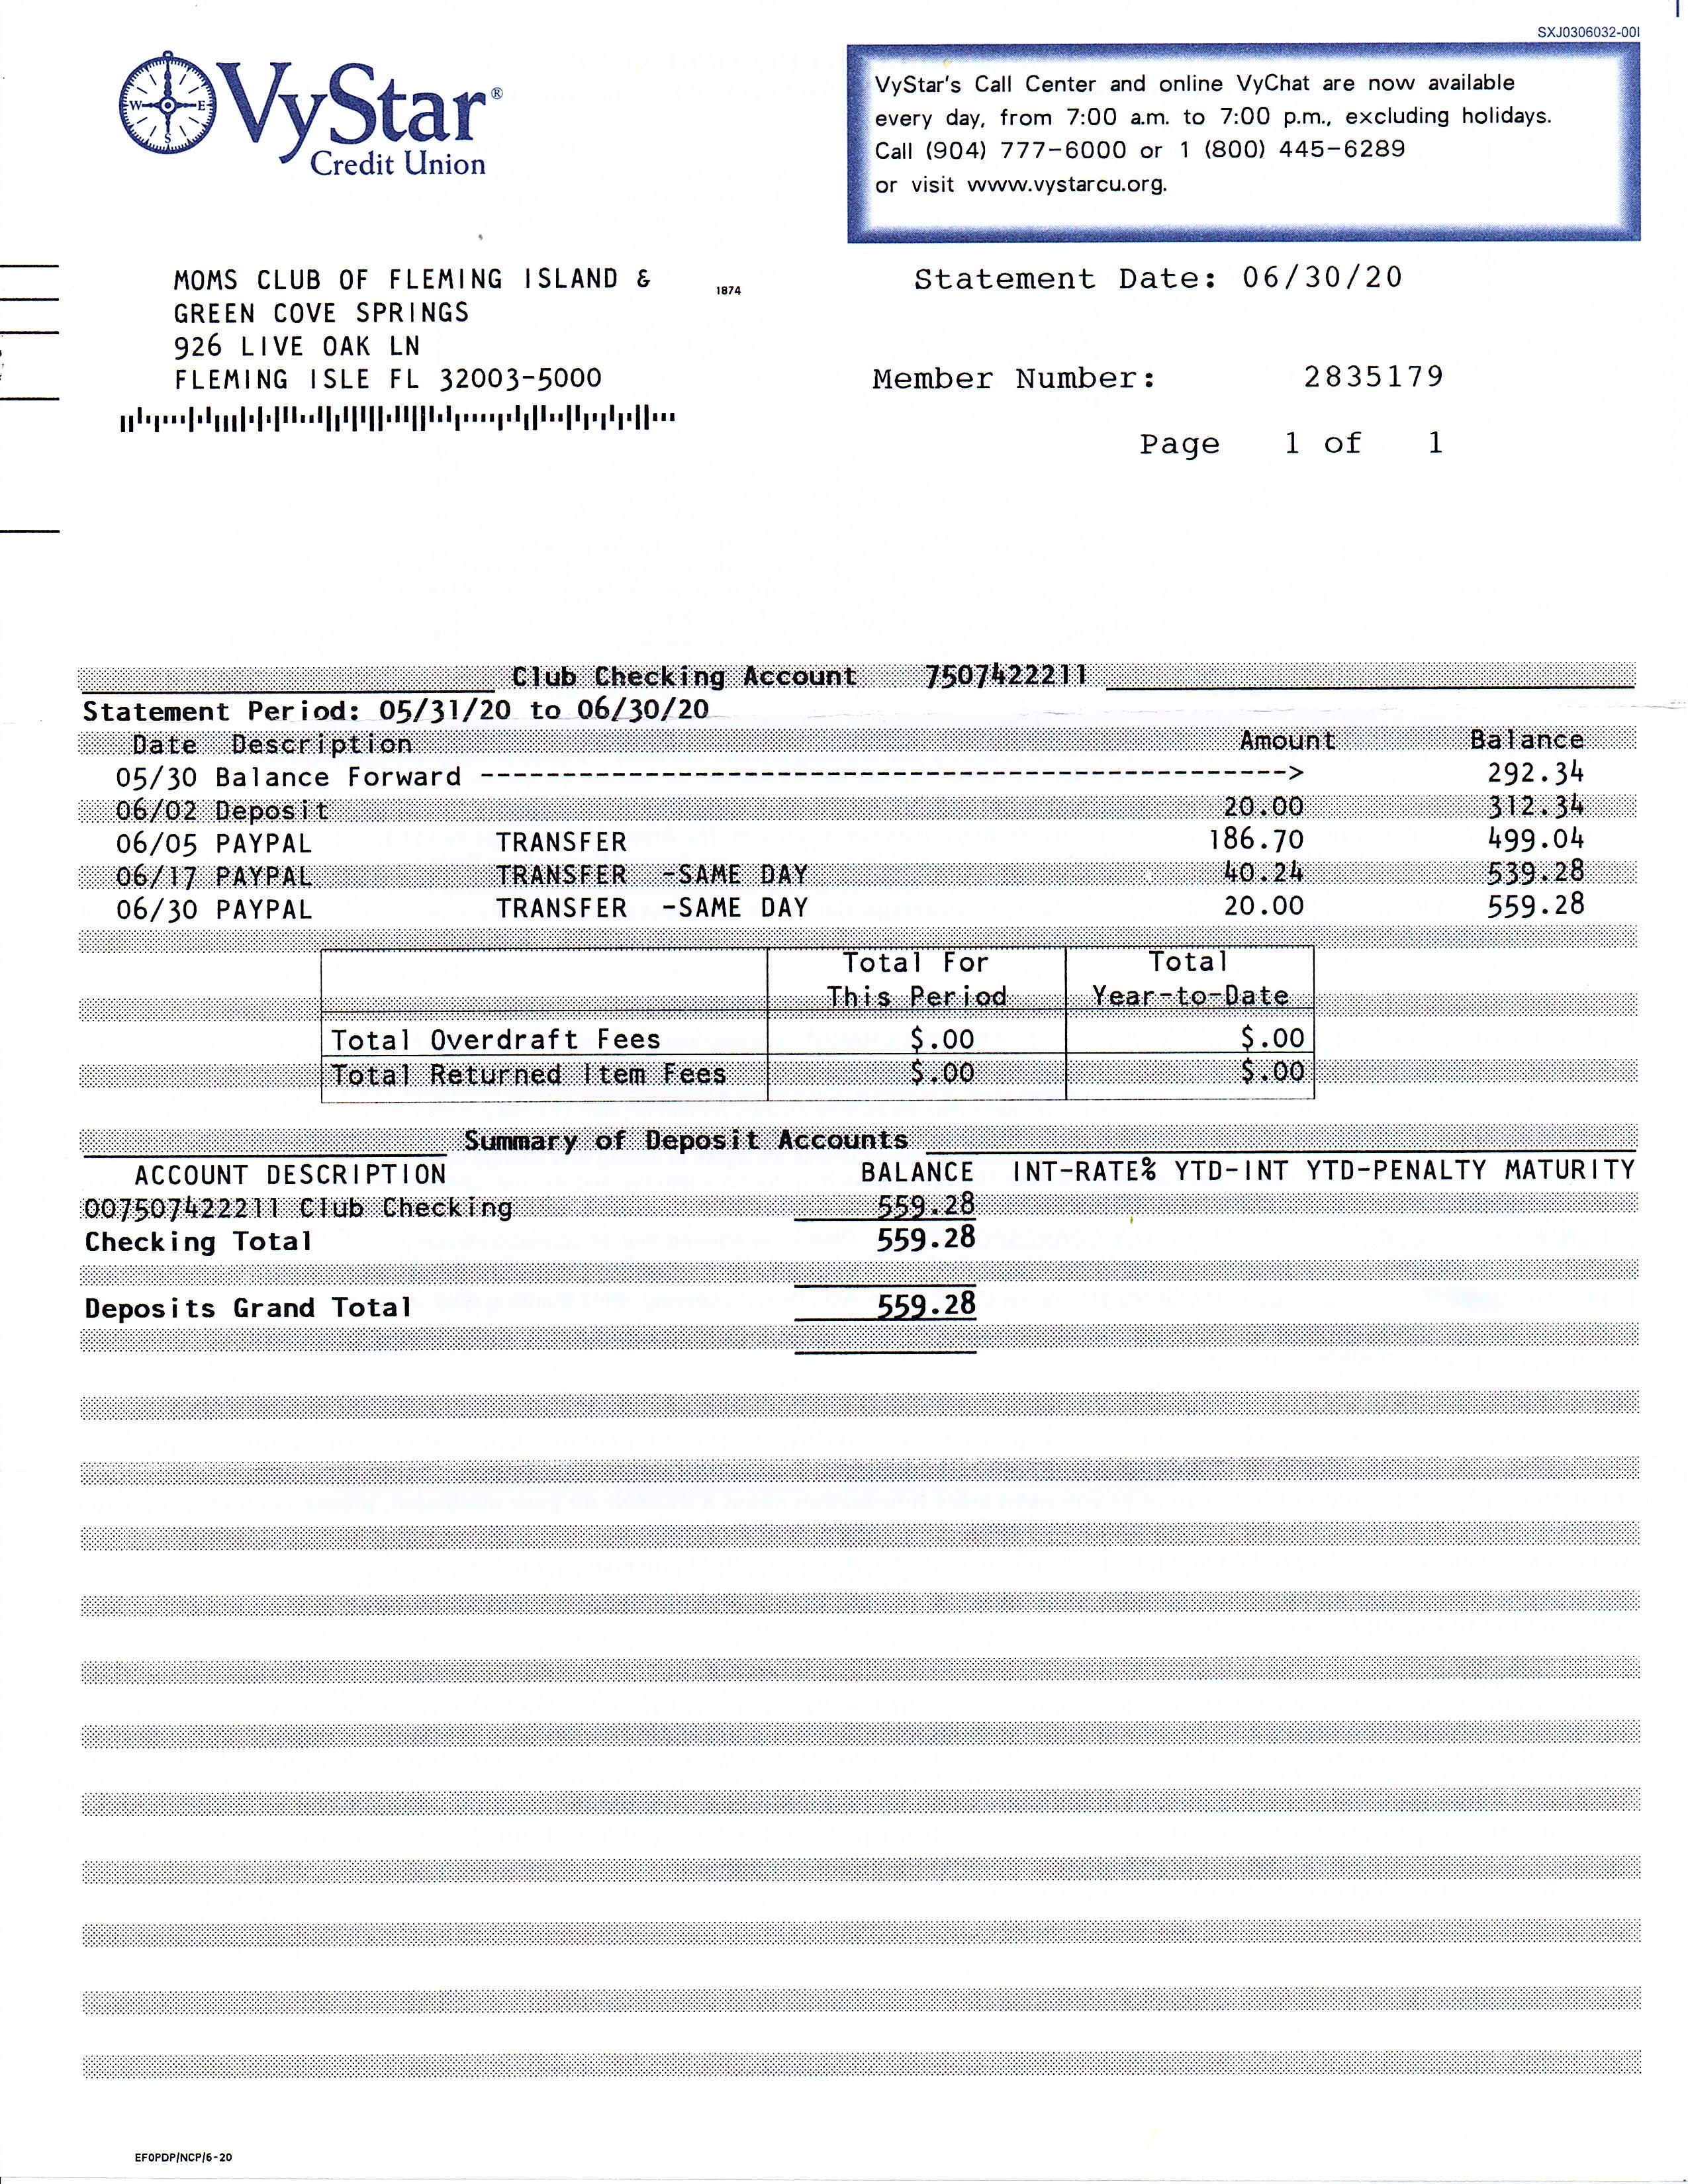 SXJ0306032-00I
VyStar®
Credit Union
W E S
VyStar's Call Center and online VyChat are now available
every day, from 7:00 a.m. to 7:00 p.m., excluding holidays.
Call (904) 777-6000 or 1 (800) 445-6289
or visit www.vystarcu.org.
MOMS CLUB OF FLEMING ISLAND & 1874
GREEN COVE SPRINGS
926 LIVE OAK LN
FLEMING ISLE FL 32003-5000
Statement Date: 06/30/20
Member Number: 2835179
Page 1 of 1
Club Checking Account 7507422211
Statement Period: 05/31/20 to 06/30/20
Date Description Amount Balance
05/30 Balance Forward -------------------------------------------------> 292.34
06/02 Deposit 20.00 312.34
06/05 PAYPAL TRANSFER 186.70 499.04
06/17 PAYPAL TRANSFER -SAME DAY 40.24 539.28
06/30 PAYPAL TRANSFER -SAME DAY 20.00 559.28
Total For Total
This Period Year-to-Date
Total Overdraft Fees $.00 $.00
Total Returned Item Fees $.00 $.00
Summary of Deposit Accounts
ACCOUNT DESCRIPTION BALANCE INT-RATE% YTD-INT YTD-PENALTY MATURITY
007507422211 Club Checking 559.28
Checking Total 559.28
Deposits Grand Total 559.28
EFOPDP/NCP/6-20